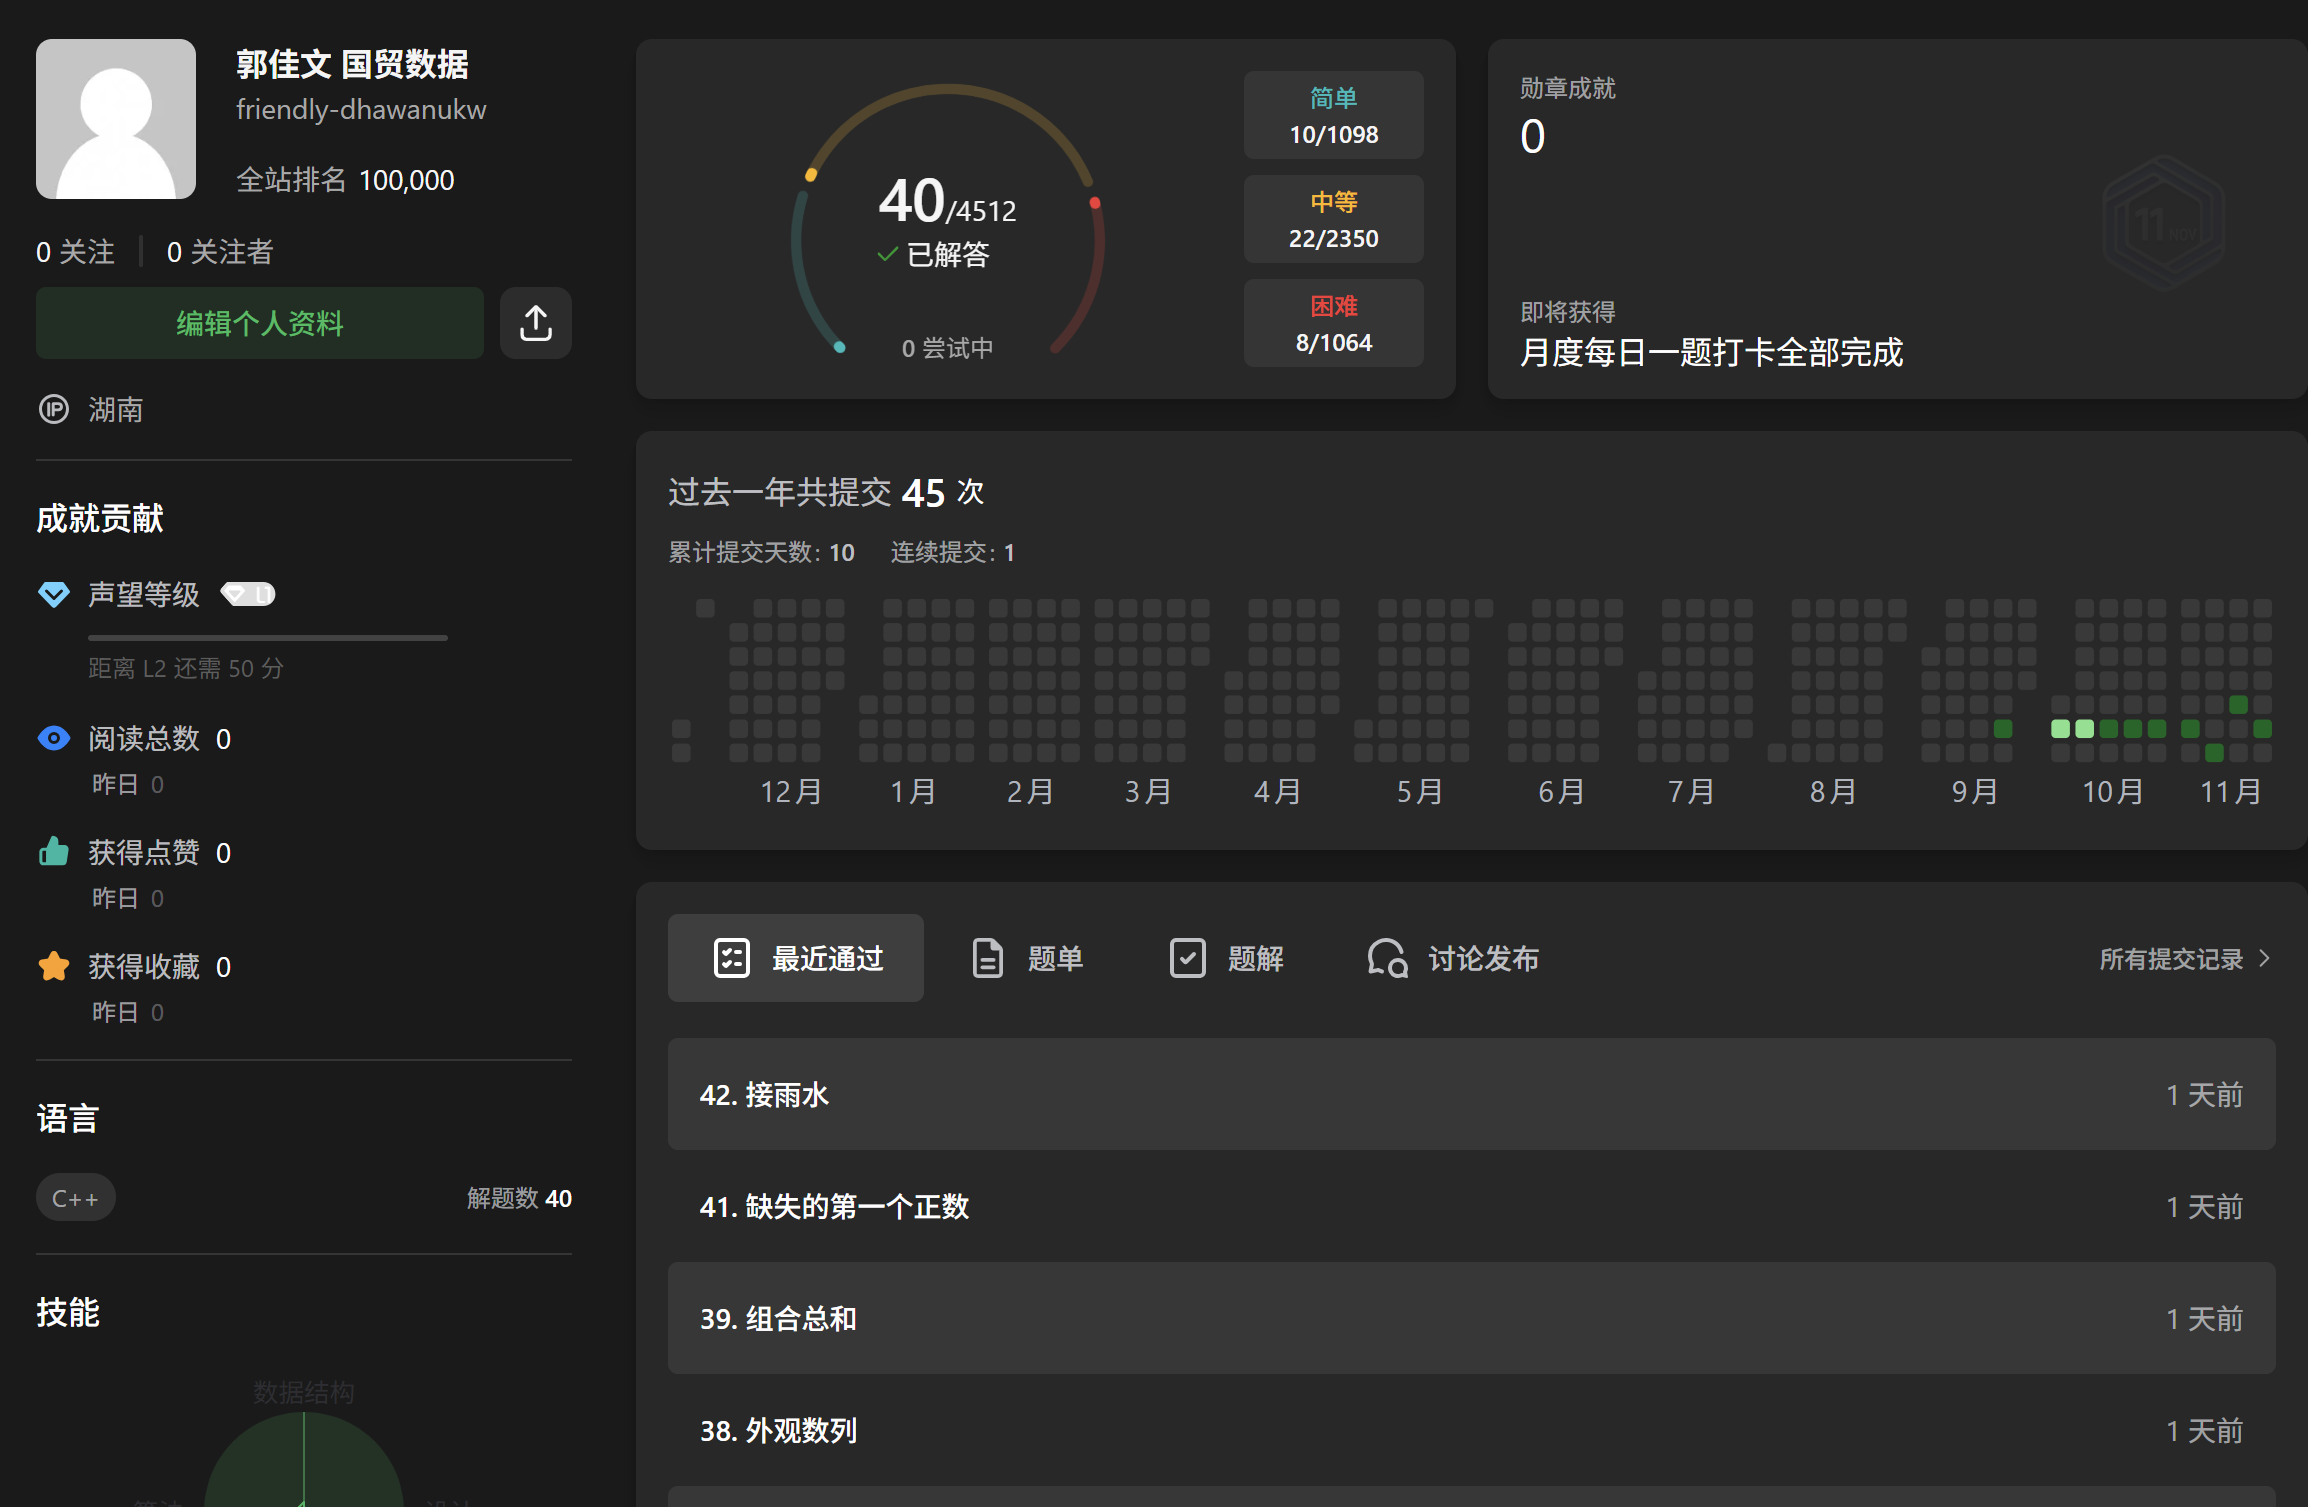 郭佳文 国贸数据
friendly-dhawanukw
全站排名 100,000
0 关注
0 关注者
编辑个人资料
IP 湖南
成就贡献
声望等级 L1
距离 L2 还需 50 分
阅读总数 0
昨日 0
获得点赞 0
昨日 0
获得收藏 0
昨日 0
语言
C++
解题数 40
技能
数据结构
40/4512
已解答
0 尝试中
简单
10/1098
中等
22/2350
困难
8/1064
勋章成就
0
11 NOV
即将获得
月度每日一题打卡全部完成
过去一年共提交 45 次
累计提交天数: 10 连续提交: 1
12月 1月 2月 3月 4月 5月 6月 7月 8月 9月 10月 11月
最近通过 题单 题解 讨论发布
所有提交记录
42. 接雨水 1 天前
41. 缺失的第一个正数 1 天前
39. 组合总和 1 天前
38. 外观数列 1 天前